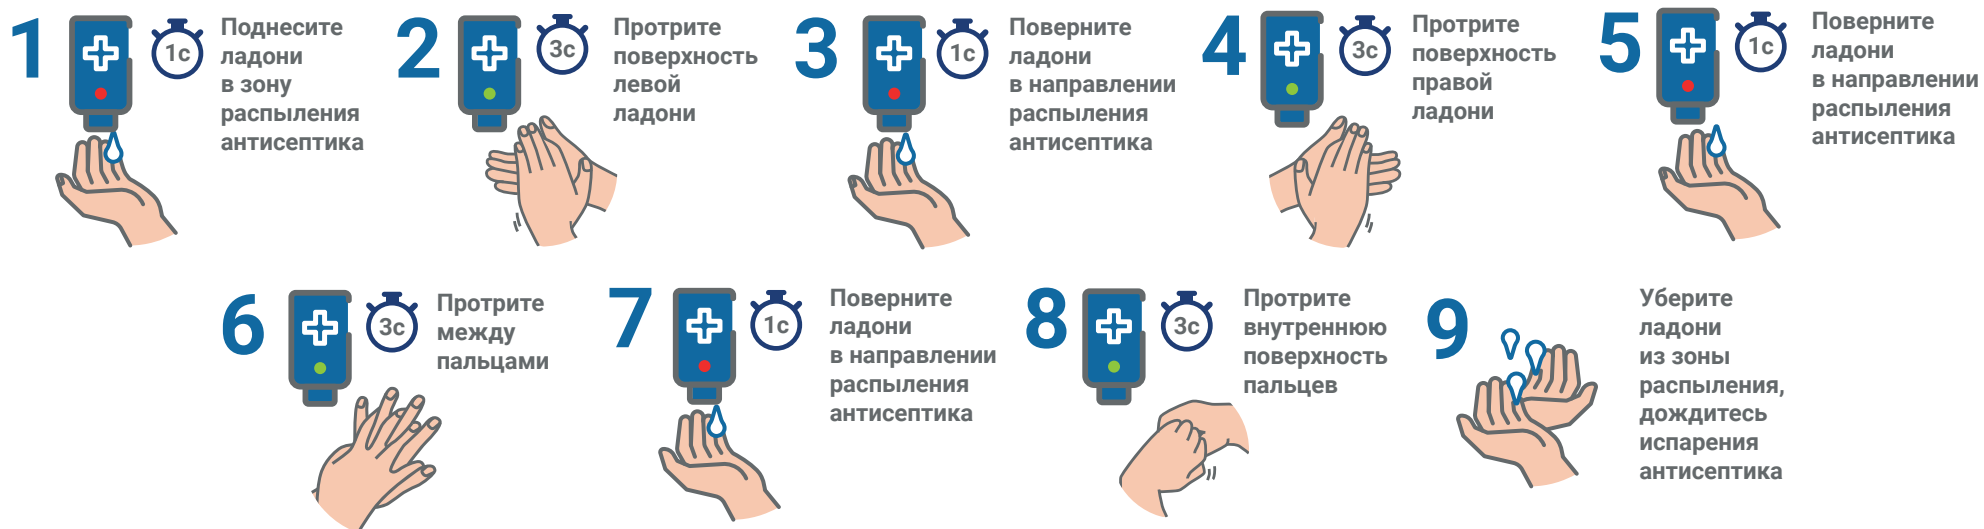 1
1с
Поднесите
ладони
в зону
распыления
антисептика
2
3с
Протрите
поверхность
левой
ладони
3
1с
Поверните
ладони
в направлении
распыления
антисептика
4
3с
Протрите
поверхность
правой
ладони
5
1с
Поверните
ладони
в направлении
распыления
антисептика
6
3с
Протрите
между
пальцами
7
1с
Поверните
ладони
в направлении
распыления
антисептика
8
3с
Протрите
внутреннюю
поверхность
пальцев
9
Уберите
ладони
из зоны
распыления,
дождитесь
испарения
антисептика